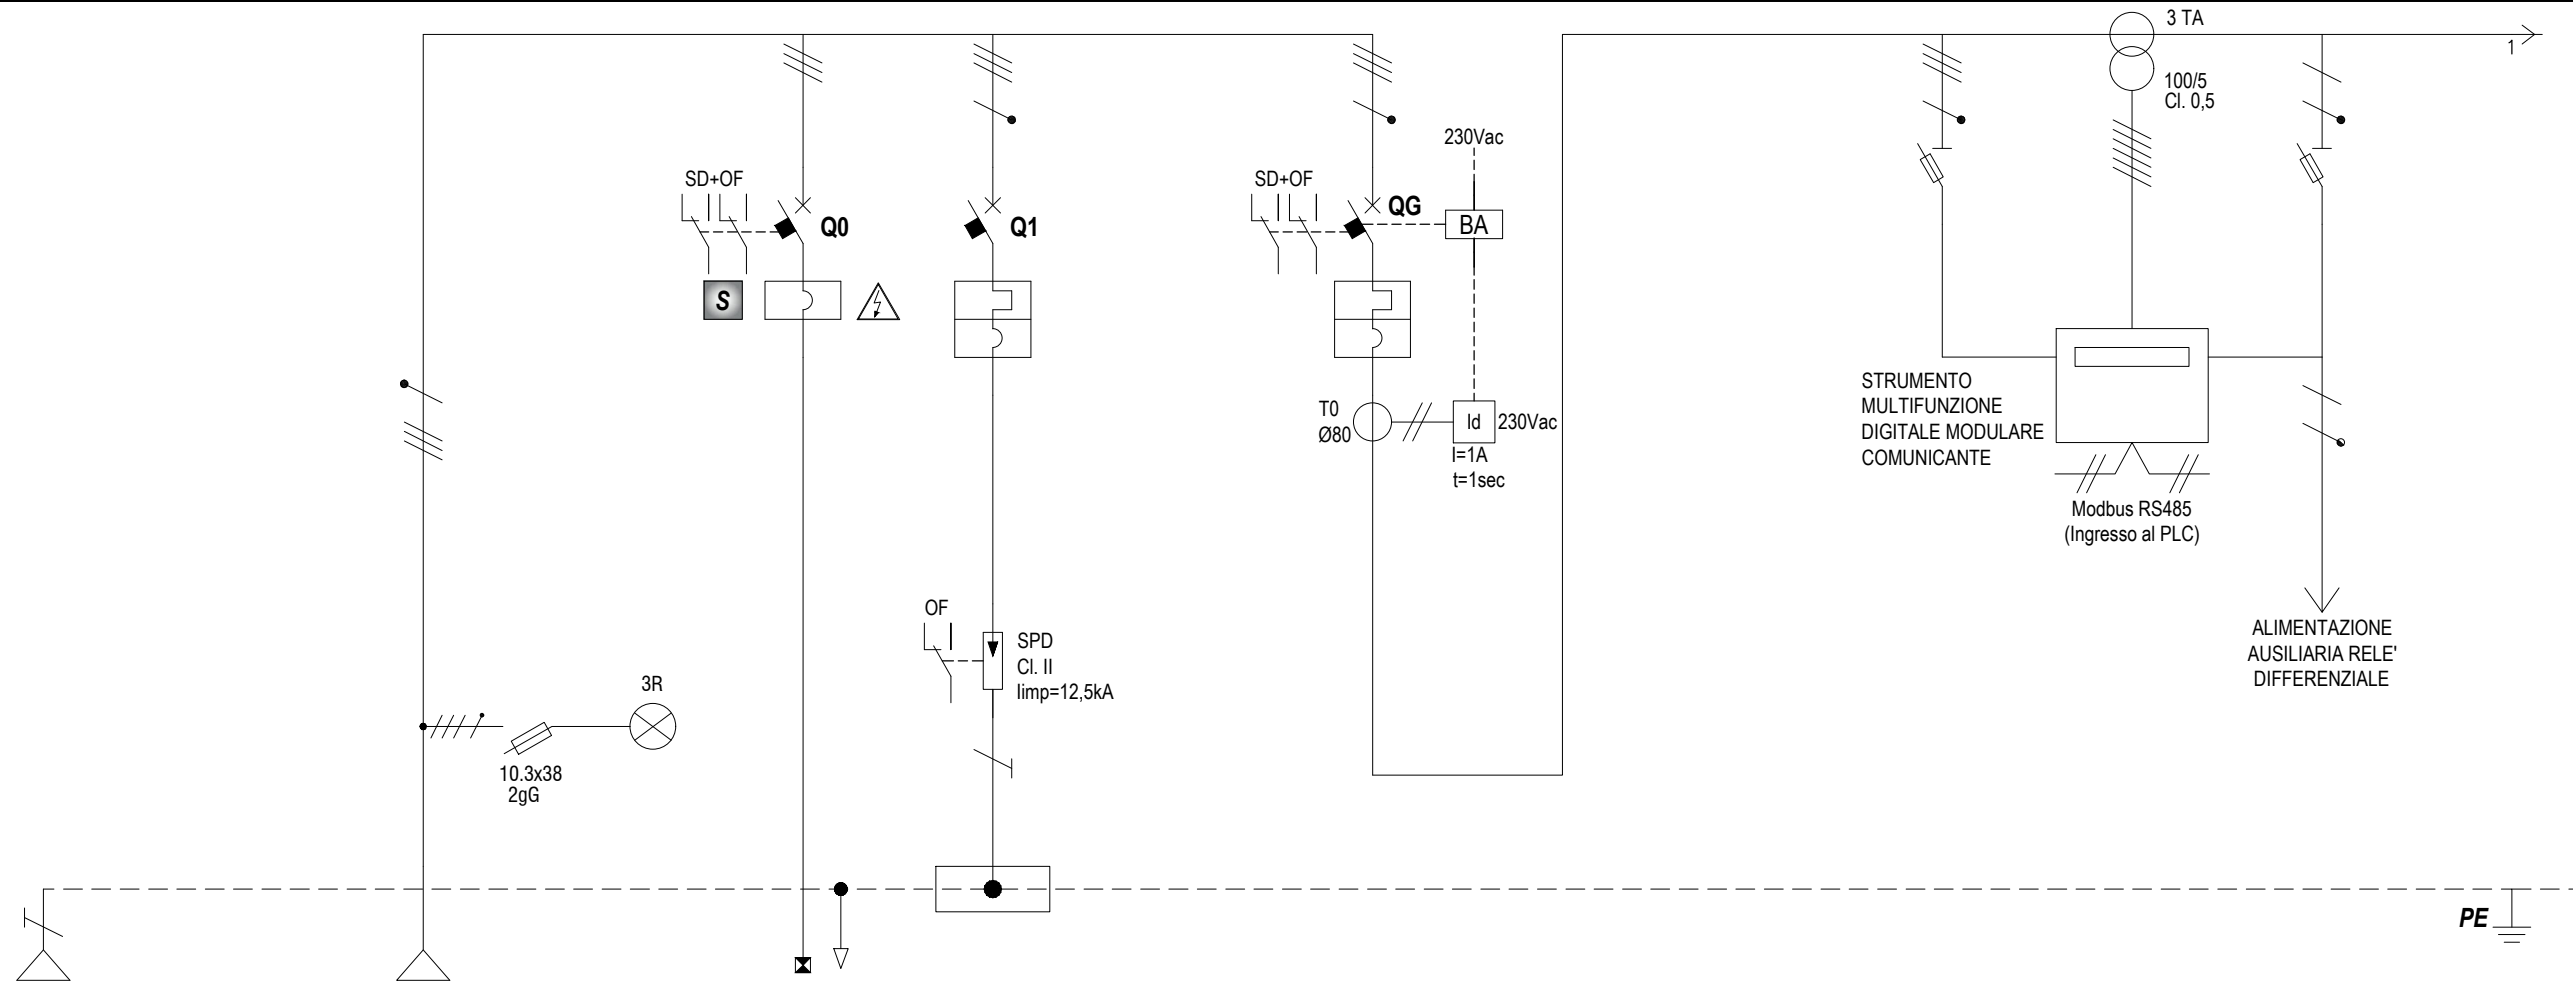 3 TA
1
100/5
Cl. 0,5
230Vac
SD+OF
SD+OF
Q0
Q1
QG
BA
S
T0
Ø80
Id
230Vac
I=1A
t=1sec
STRUMENTO
MULTIFUNZIONE
DIGITALE MODULARE
COMUNICANTE
Modbus RS485
(Ingresso al PLC)
OF
SPD
Cl. II
Iimp=12,5kA
ALIMENTAZIONE
AUSILIARIA RELE'
DIFFERENZIALE
3R
10.3x38
2gG
PE